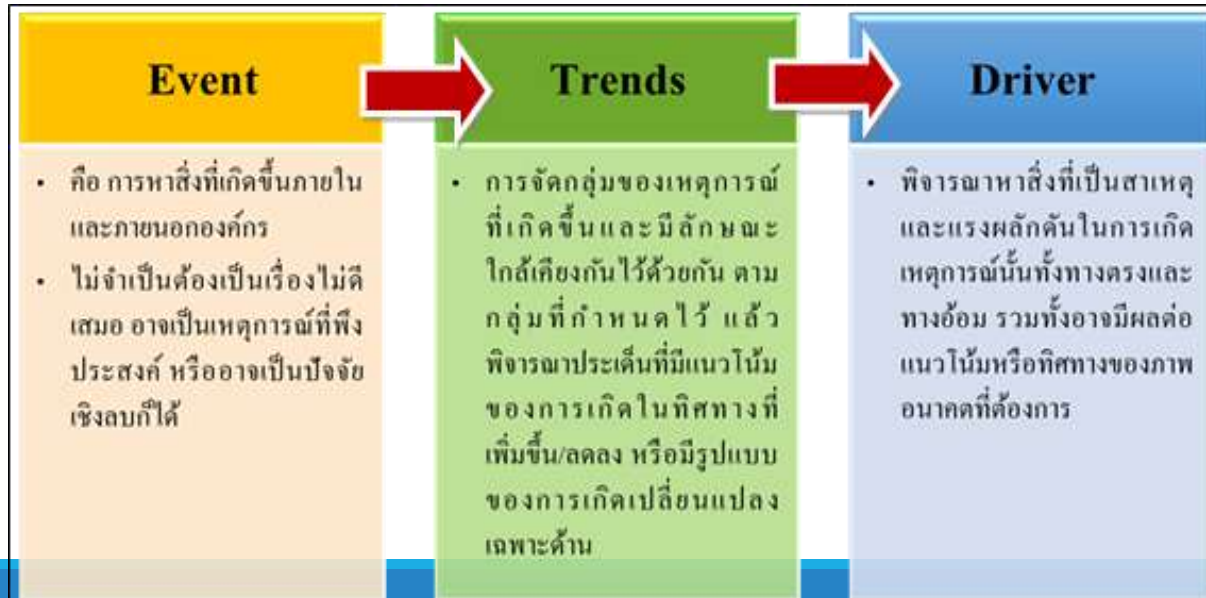 Event
• คือ การหาสิ่งที่เกิดขึ้นภายใน
และภายนอกองค์กร
• ไม่จำเป็นต้องเป็นเรื่องไม่ดี
เสมอ อาจเป็นเหตุการณ์ที่พึง
ประสงค์ หรืออาจเป็นปัจจัย
เชิงลบก็ได้
Trends
• การจัดกลุ่มของเหตุการณ์
ที่เกิดขึ้นและมีลักษณะ
ใกล้เคียงกันไว้ด้วยกัน ตาม
กลุ่มที่กำหนดไว้ แล้ว
พิจารณาประเด็นที่มีแนวโน้ม
ของการเกิดในทิศทางที่
เพิ่มขึ้น/ลดลง หรือมีรูปแบบ
ของการเกิดเปลี่ยนแปลง
เฉพาะด้าน
Driver
• พิจารณาหาสิ่งที่เป็นสาเหตุ
และแรงผลักดันในการเกิด
เหตุการณ์นั้นทั้งทางตรงและ
ทางอ้อม รวมทั้งอาจมีผลต่อ
แนวโน้มหรือทิศทางของภาพ
อนาคตที่ต้องการ